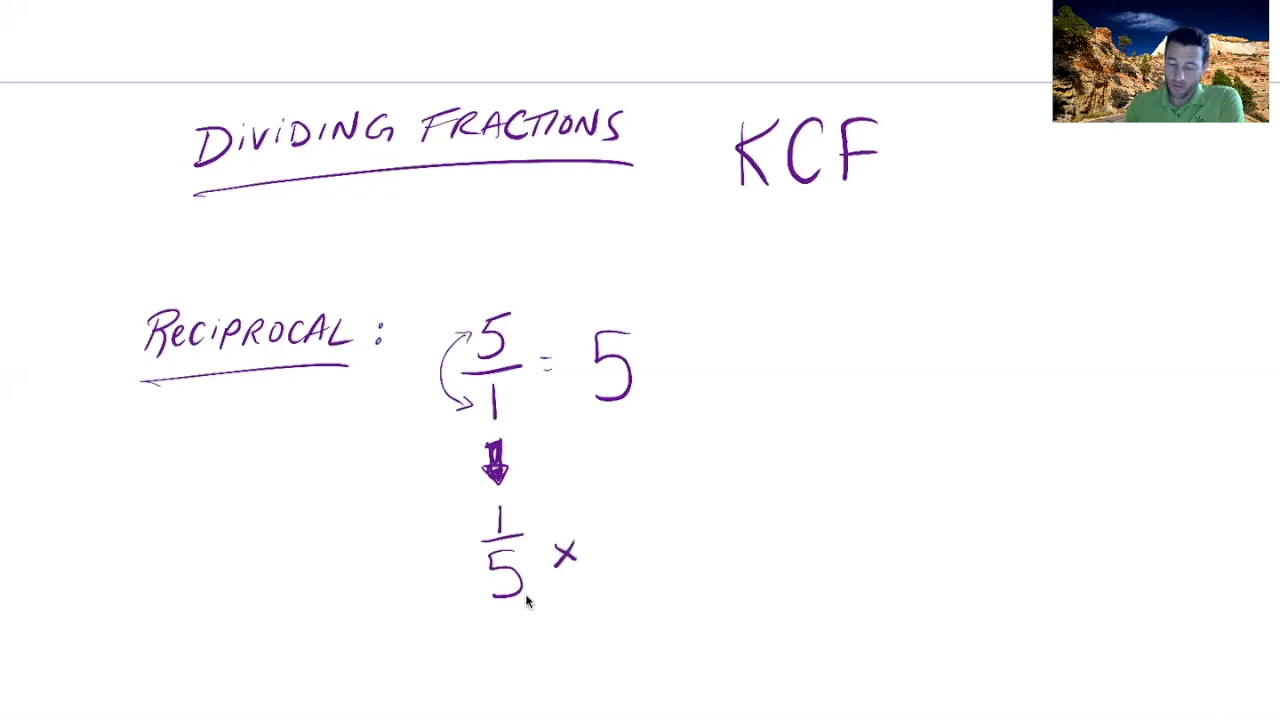 DIVIDING FRACTIONS KCF
RECIPROCAL : 5/1 = 5
1/5 ×